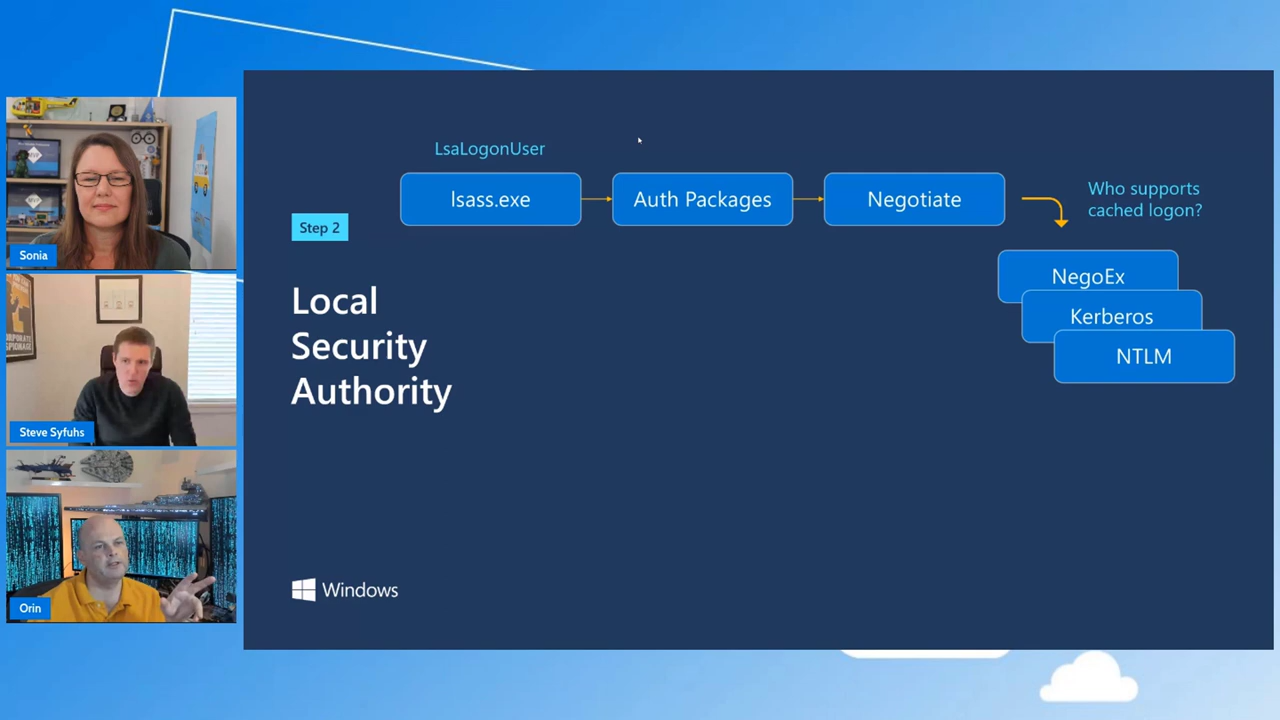 LsaLogonUser
lsass.exe
Auth Packages
Negotiate
Who supports
cached logon?
NegoEx
Kerberos
NTLM
Step 2
Local
Security
Authority
Windows
Sonia
Steve Syfuhs
Orin